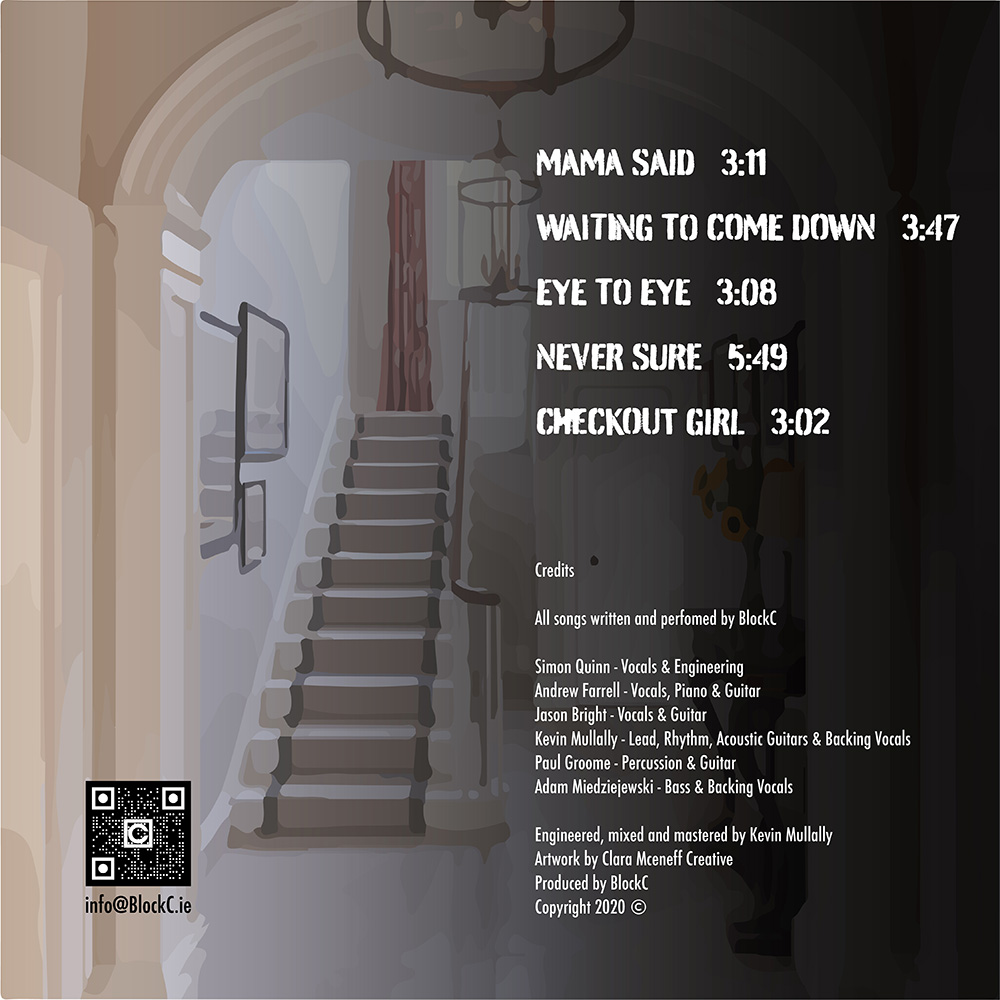 MAMA SAID 3:11
WAITING TO COME DOWN 3:47
EYE TO EYE 3:08
NEVER SURE 5:49
CHECKOUT GIRL 3:02
Credits
All songs written and perfomed by BlockC
Simon Quinn - Vocals & Engineering
Andrew Farrell - Vocals, Piano & Guitar
Jason Bright - Vocals & Guitar
Kevin Mullally - Lead, Rhythm, Acoustic Guitars & Backing Vocals
Paul Groome - Percussion & Guitar
Adam Miedziejewski - Bass & Backing Vocals
Engineered, mixed and mastered by Kevin Mullally
Artwork by Clara Mceneff Creative
Produced by BlockC
Copyright 2020 ©
C
info@BlockC.ie